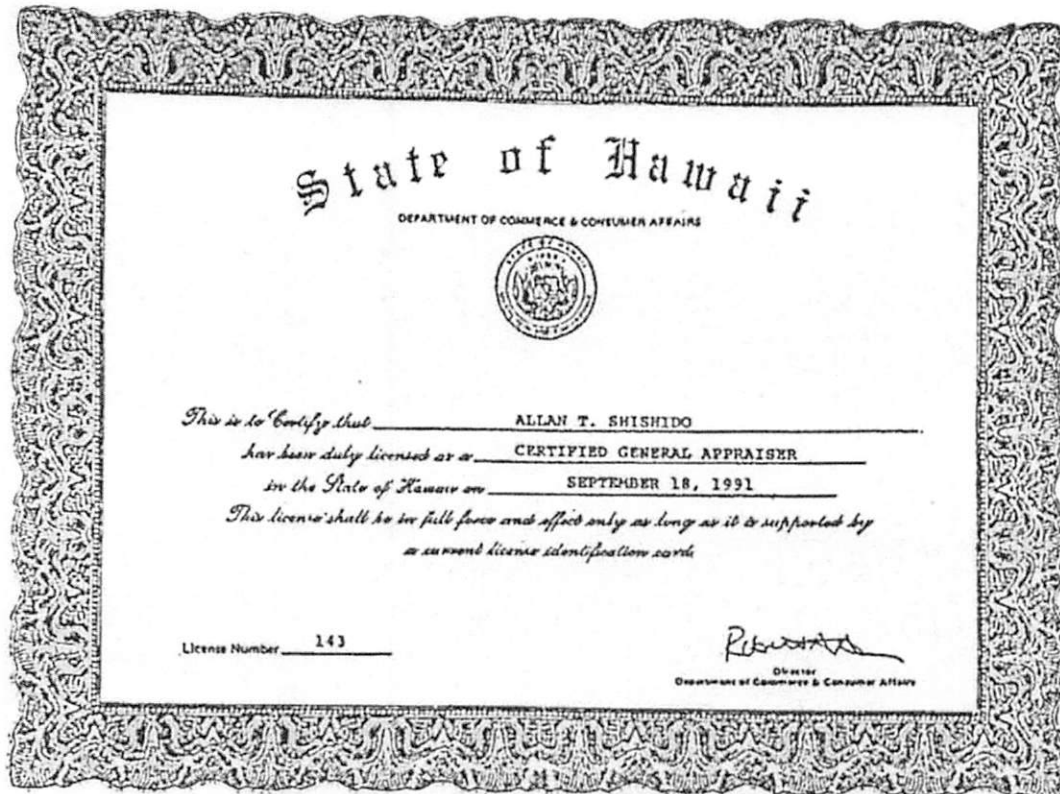 State of Hawaii
DEPARTMENT OF COMMERCE & CONSUMER AFFAIRS
STATE OF HAWAII
This is to Certify that ALLAN T. SHISHIDO
has been duly licensed as a CERTIFIED GENERAL APPRAISER
in the State of Hawaii on SEPTEMBER 18, 1991
This license shall be in full force and effect only as long as it is supported by
a current license identification card.
License Number 143
Director
Department of Commerce & Consumer Affairs